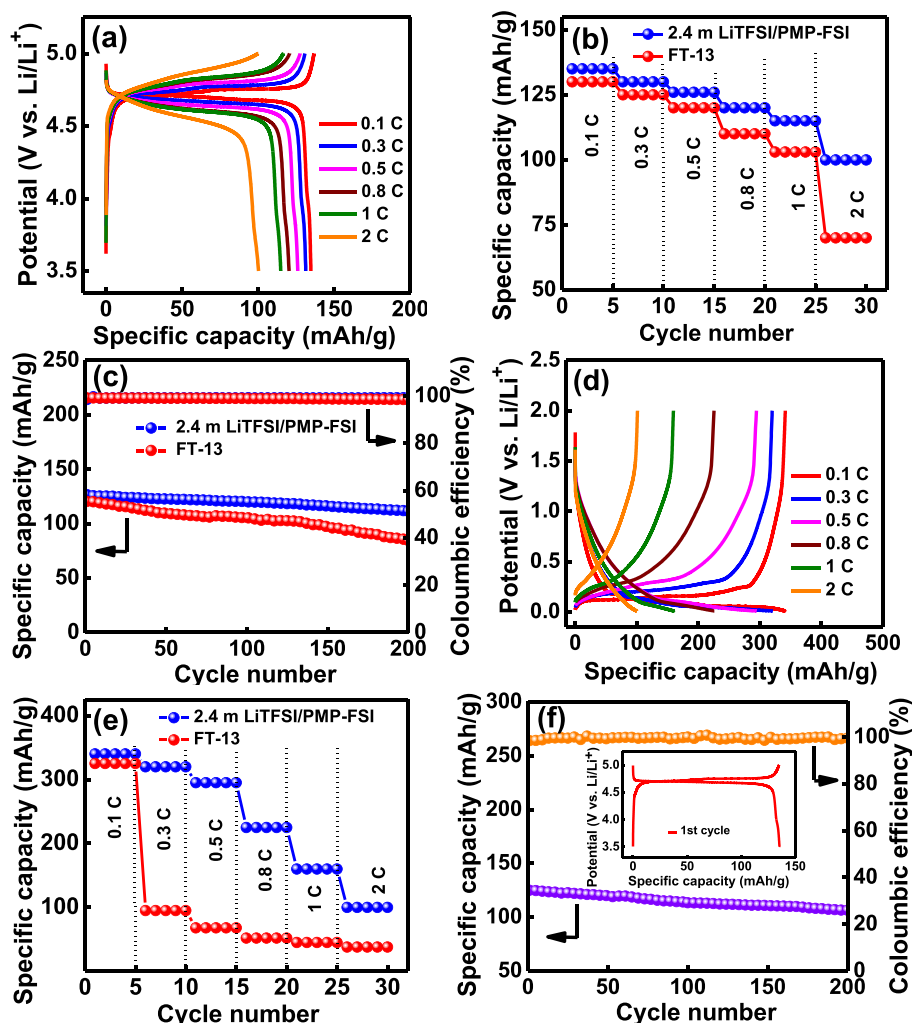 (a)
Potential (V vs. Li/Li+)
5.0
4.5
4.0
3.5
0.1 C
0.3 C
0.5 C
0.8 C
1 C
2 C
0 50 100 150 200
Specific capacity (mAh/g)
(b)
Specific capacity (mAh/g)
150
125
100
75
50
2.4 m LiTFSI/PMP-FSI
FT-13
0.1 C
0.3 C
0.5 C
0.8 C
1 C
2 C
0 5 10 15 20 25 30
Cycle number
(c)
Specific capacity (mAh/g)
250
200
150
100
50
0
2.4 m LiTFSI/PMP-FSI
FT-13
100
80
60
40
20
0
Coloumbic efficiency (%)
0 50 100 150 200
Cycle number
(d)
Potential (V vs. Li/Li+)
2.5
2.0
1.5
1.0
0.5
0.0
0.1 C
0.3 C
0.5 C
0.8 C
1 C
2 C
0 100 200 300 400 500
Specific capacity (mAh/g)
(e)
Specific capacity (mAh/g)
400
300
200
100
0
2.4 m LiTFSI/PMP-FSI
FT-13
0.1 C
0.3 C
0.5 C
0.8 C
1 C
2 C
0 5 10 15 20 25 30
Cycle number
(f)
Specific capacity (mAh/g)
300
250
200
150
100
50
Potential (V vs. Li/Li+)
5.0
4.5
4.0
3.5
1st cycle
0 50 100 150
Specific capacity (mAh/g)
100
80
60
40
20
0
Coloumbic efficiency (%)
0 50 100 150 200
Cycle number